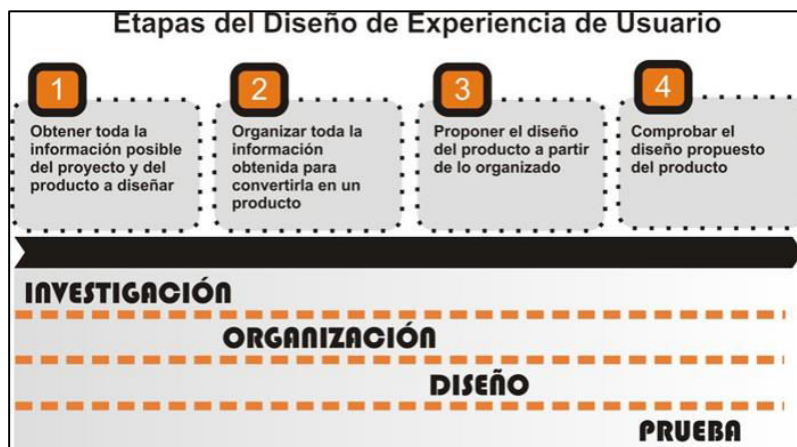 Etapas del Diseño de Experiencia de Usuario
1
Obtener toda la
información posible
del proyecto y del
producto a diseñar
2
Organizar toda la
información
obtenida para
convertirla en un
producto
3
Proponer el diseño
del producto a partir
de lo organizado
4
Comprobar el
diseño propuesto
del producto
INVESTIGACIÓN
ORGANIZACIÓN
DISEÑO
PRUEBA